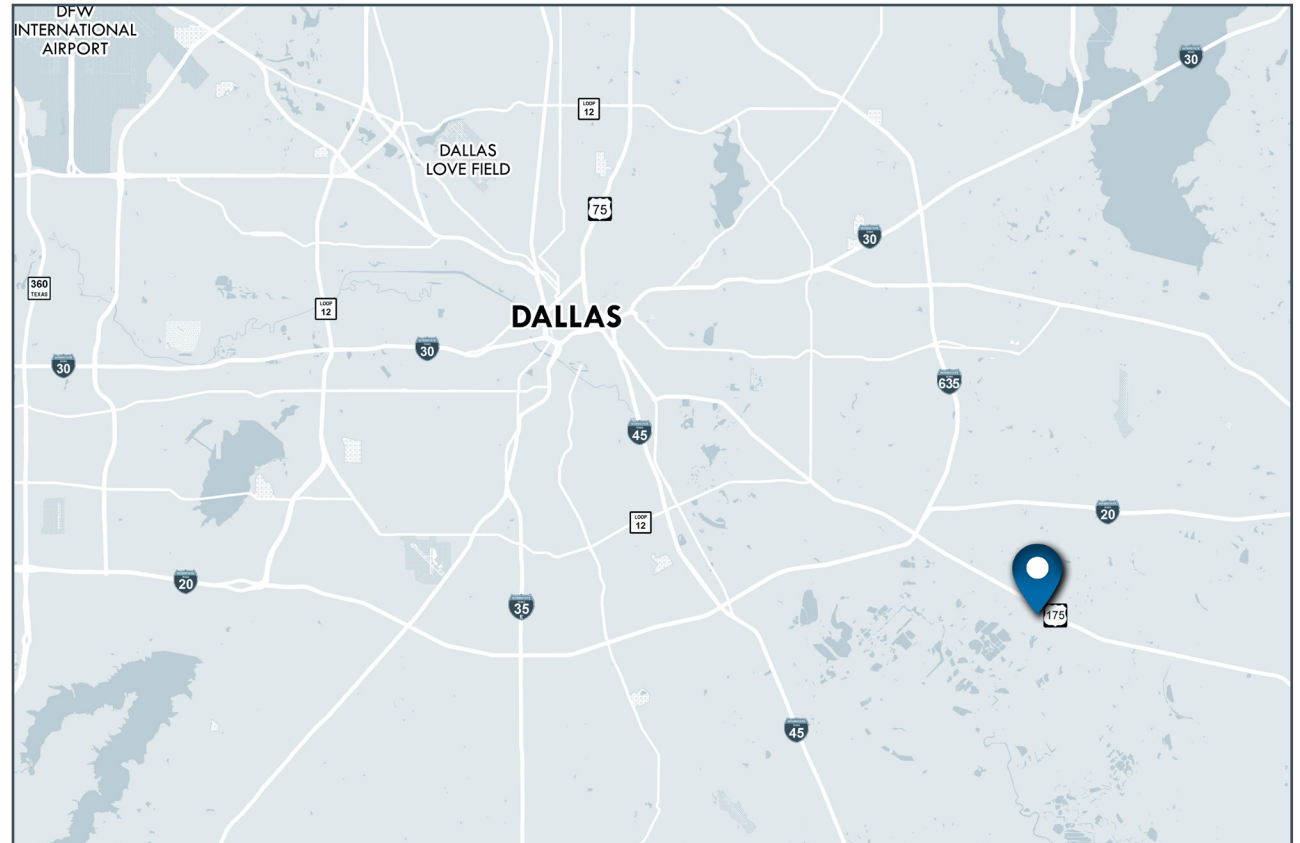 DFW
INTERNATIONAL
AIRPORT
30
LOOP
12
DALLAS
LOVE FIELD
75
30
360
TEXAS
LOOP
12
DALLAS
30
30
635
45
20
LOOP
12
20
35
175
45